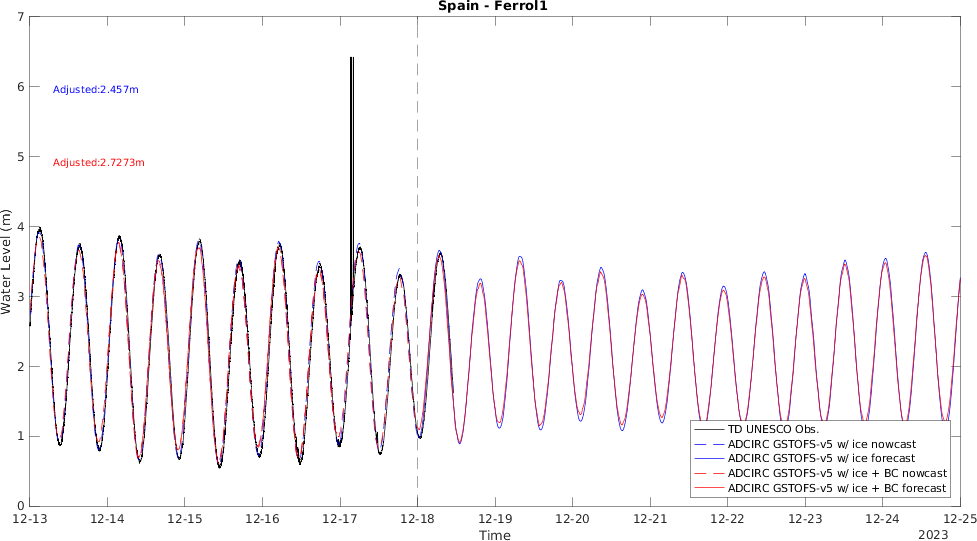 Spain - Ferrol1
7
6
5
4
3
2
1
0
Water Level (m)
Adjusted:2.457m
Adjusted:2.7273m
TD UNESCO Obs.
ADCIRC GSTOFS-v5 w/ ice nowcast
ADCIRC GSTOFS-v5 w/ ice forecast
ADCIRC GSTOFS-v5 w/ ice + BC nowcast
ADCIRC GSTOFS-v5 w/ ice + BC forecast
12-13 12-14 12-15 12-16 12-17 12-18 12-19 12-20 12-21 12-22 12-23 12-24 12-25
Time
2023